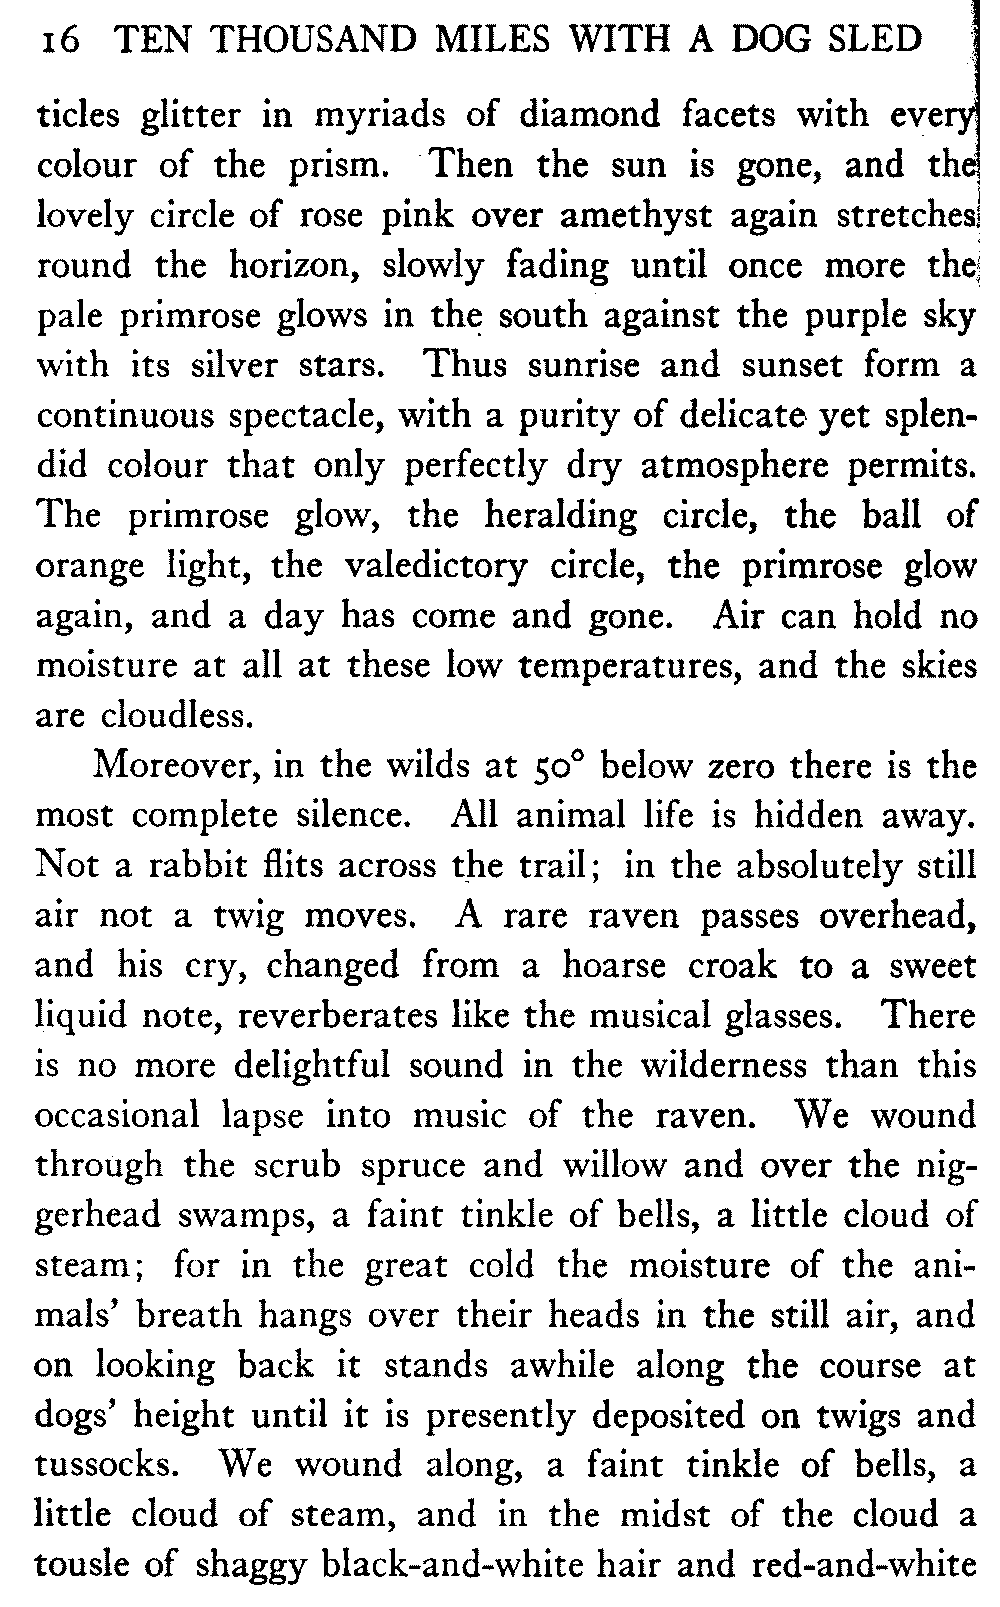 16 TEN THOUSAND MILES WITH A DOG SLED
ticles glitter in myriads of diamond facets with every
colour of the prism. Then the sun is gone, and the
lovely circle of rose pink over amethyst again stretches
round the horizon, slowly fading until once more the
pale primrose glows in the south against the purple sky
with its silver stars. Thus sunrise and sunset form a
continuous spectacle, with a purity of delicate yet splen-
did colour that only perfectly dry atmosphere permits.
The primrose glow, the heralding circle, the ball of
orange light, the valedictory circle, the primrose glow
again, and a day has come and gone. Air can hold no
moisture at all at these low temperatures, and the skies
are cloudless.
Moreover, in the wilds at 50° below zero there is the
most complete silence. All animal life is hidden away.
Not a rabbit flits across the trail; in the absolutely still
air not a twig moves. A rare raven passes overhead,
and his cry, changed from a hoarse croak to a sweet
liquid note, reverberates like the musical glasses. There
is no more delightful sound in the wilderness than this
occasional lapse into music of the raven. We wound
through the scrub spruce and willow and over the nig-
gerhead swamps, a faint tinkle of bells, a little cloud of
steam; for in the great cold the moisture of the ani-
mals' breath hangs over their heads in the still air, and
on looking back it stands awhile along the course at
dogs' height until it is presently deposited on twigs and
tussocks. We wound along, a faint tinkle of bells, a
little cloud of steam, and in the midst of the cloud a
tousle of shaggy black-and-white hair and red-and-white